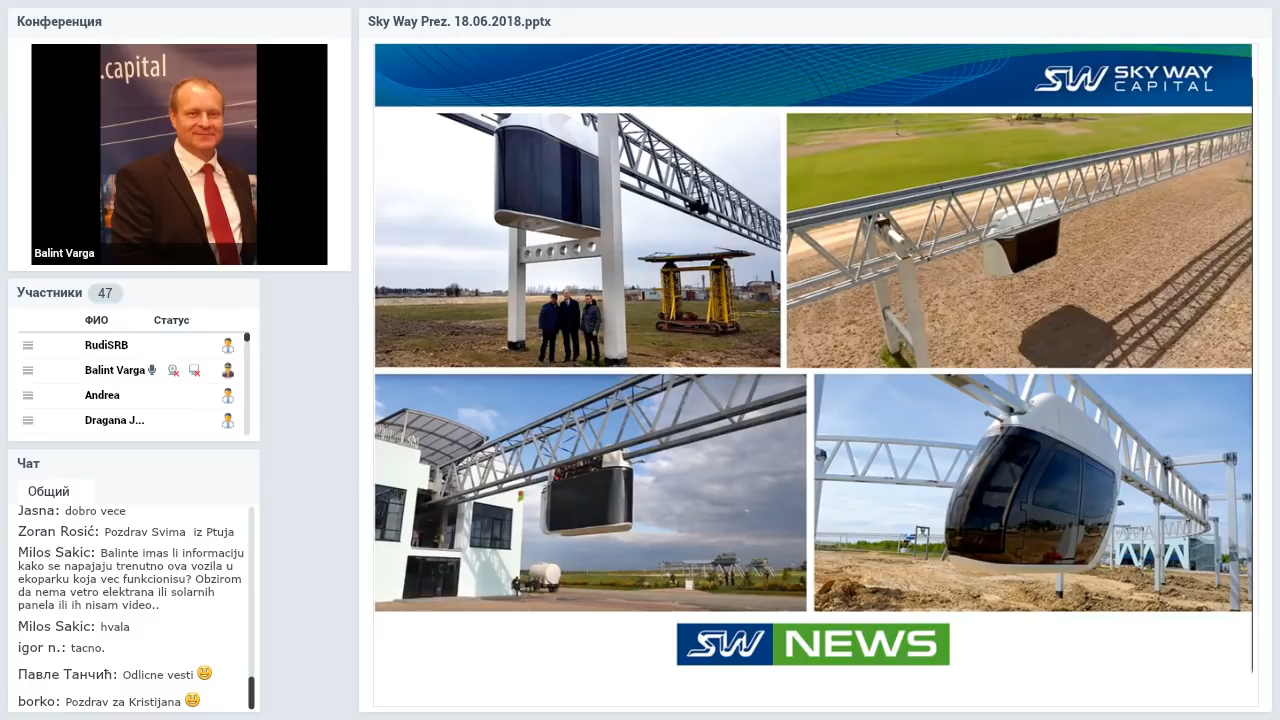 Конференция
.capital
Balint Varga
Участники 47
ФИО Статус
RudiSRB
Balint Varga
Andrea
Dragana J...
Чат
Общий
Jasna: dobro vece
Zoran Rosić: Pozdrav Svima iz Ptuja
Milos Sakic: Balinte imas li informaciju
kako se napajaju trenutno ova vozila u
ekoparku koja vec funkcionisu? Obzirom
da nema vetro elektrana ili solarnih
panela ili ih nisam video..
Milos Sakic: hvala
igor n.: tacno.
Павле Танчић: Odlicne vesti
borko: Pozdrav za Kristijana
Sky Way Prez. 18.06.2018.pptx
SW SKY WAY
CAPITAL
SW NEWS